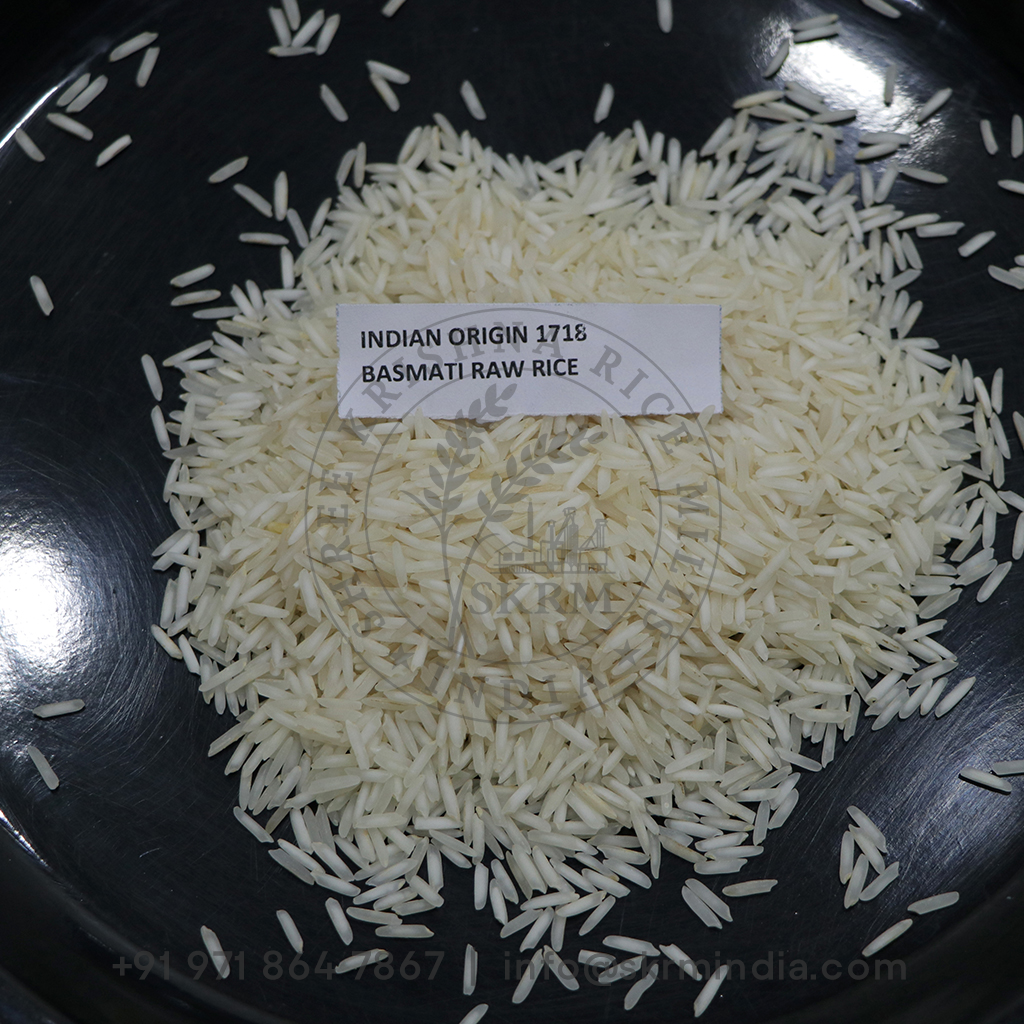 INDIAN ORIGIN 1718
BASMATI RAW RICE
SHREE KRISHNA RICE MILLS
SKRM
INDIA
+91 971 864 7867 | info@skrmindia.com